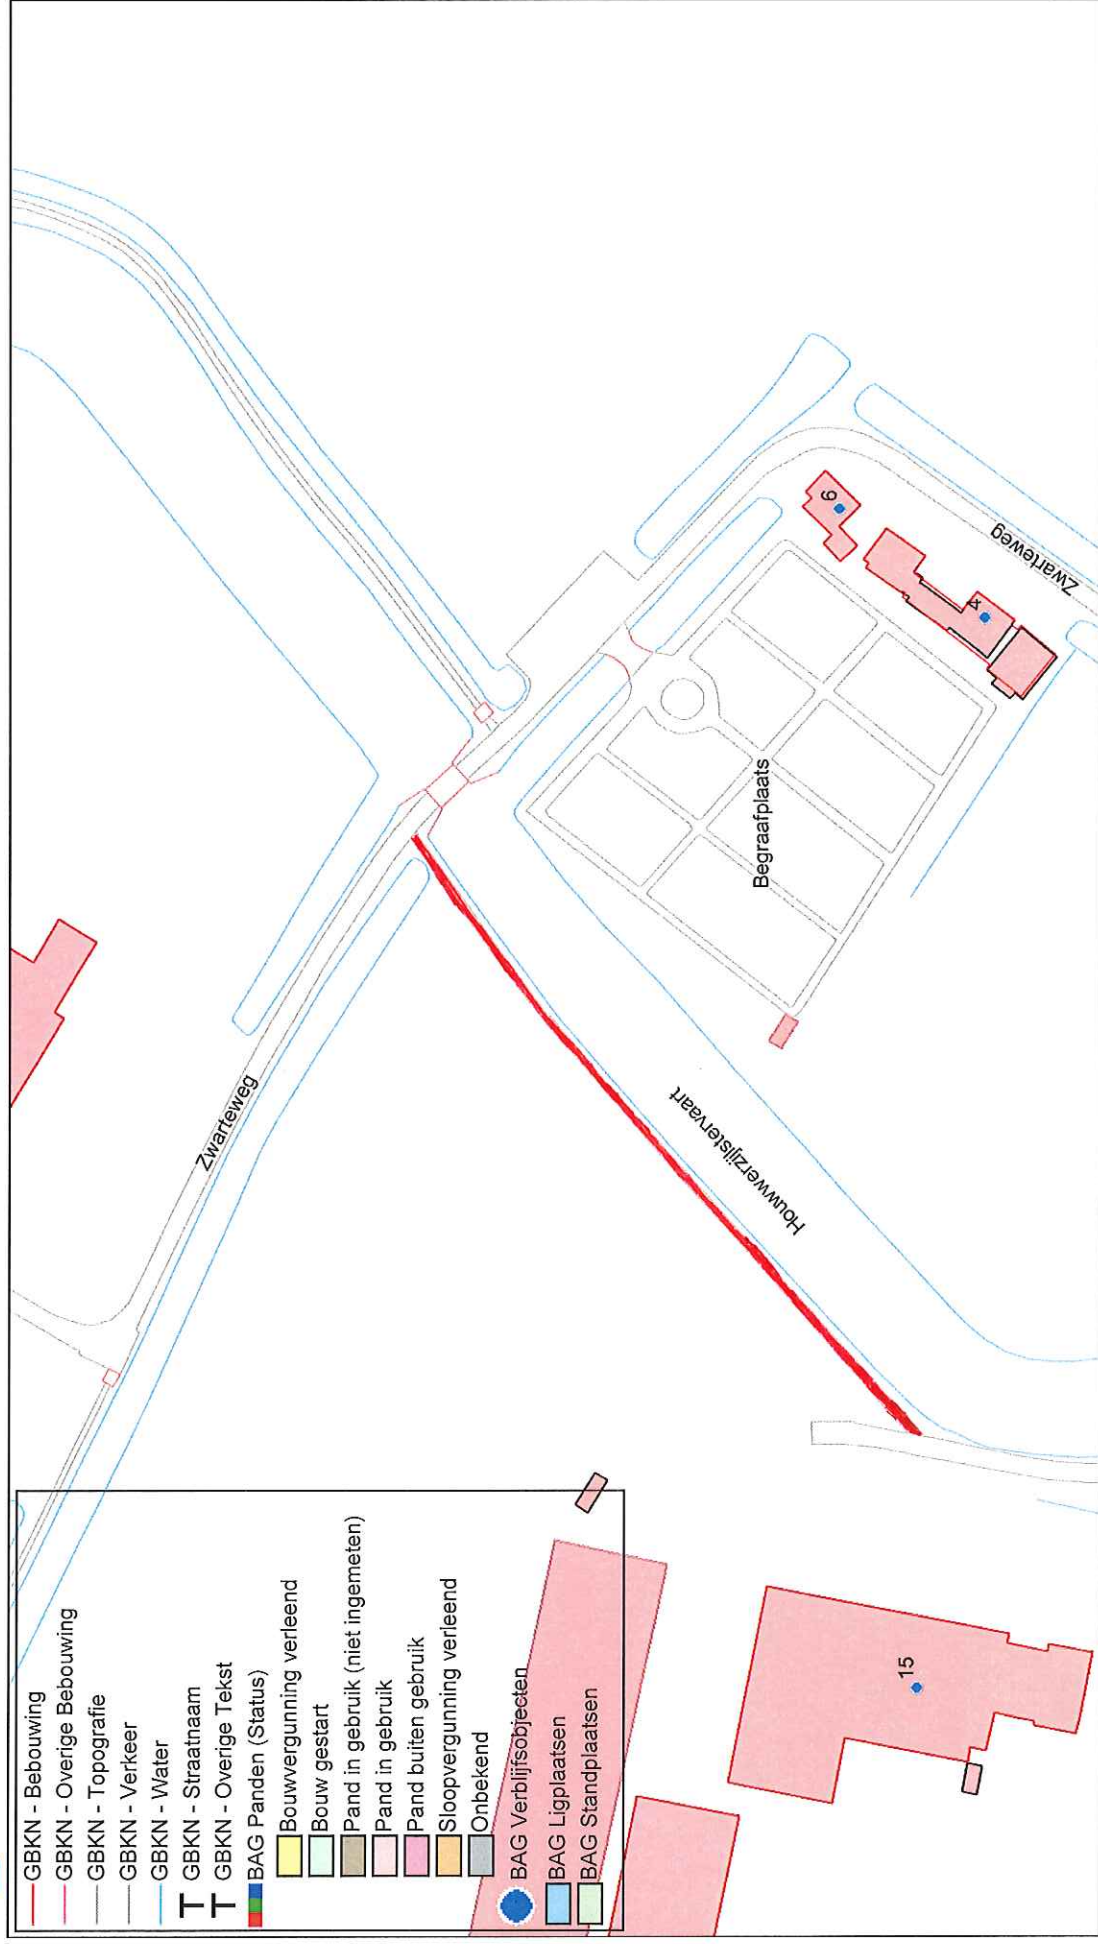 GBKN - Bebouwing
GBKN - Overige Bebouwing
GBKN - Topografie
GBKN - Verkeer
GBKN - Water
GBKN - Straatnaam
GBKN - Overige Tekst
BAG Panden (Status)
Bouwvergunning verleend
Bouw gestart
Pand in gebruik (niet ingemeten)
Pand in gebruik
Pand buiten gebruik
Sloopvergunning verleend
Onbekend
BAG Verblijfsobjecten
BAG Ligplaatsen
BAG Standplaatsen
Zwarteweg
Houwwerzijlstervaart
Begraafplaats
Zwarteweg
6
4
15